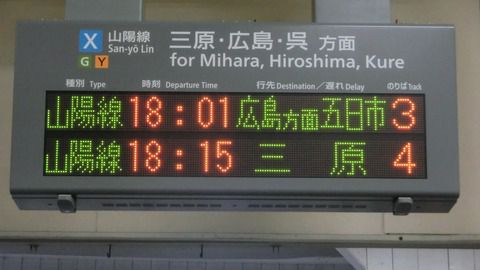 X 山陽線 三原・広島・呉 方面
San-yō Lin
G Y for Mihara, Hiroshima, Kure
種別 Type 時刻 Departure Time 行先 Destination/遅れ Delay のりば Track
山陽線 18:01 広島方面五日市 3
山陽線 18:15 三原 4